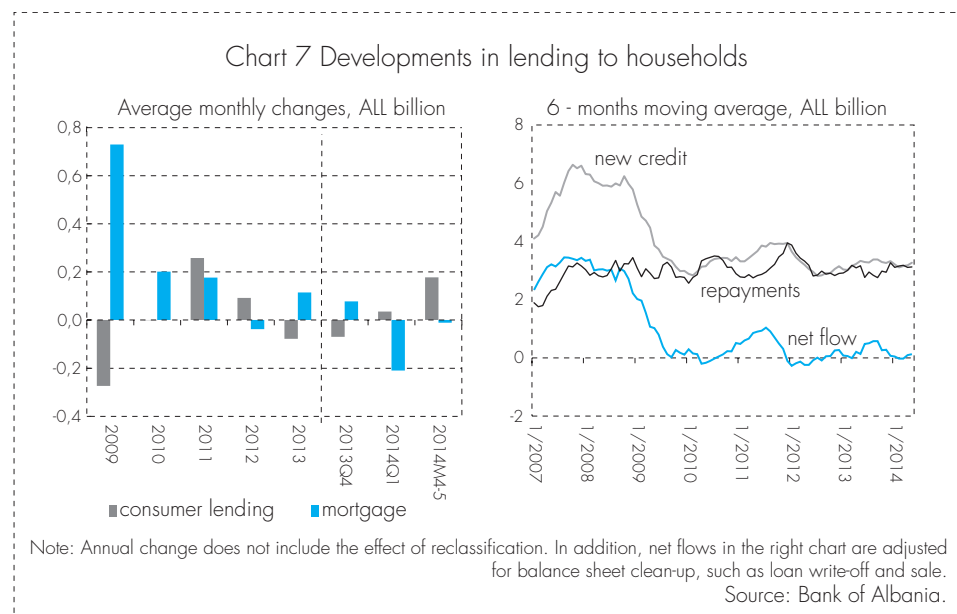 Chart 7 Developments in lending to households
Average monthly changes, ALL billion
0,8
0,6
0,4
0,2
0,0
-0,2
-0,4
2009
2010
2011
2012
2013
2013Q4
2014Q1
2014M4-5
consumer lending
mortgage
6 - months moving average, ALL billion
8
6
4
2
0
-2
new credit
repayments
net flow
1/2007
1/2008
1/2009
1/2010
1/2011
1/2012
1/2013
1/2014
Note: Annual change does not include the effect of reclassification. In addition, net flows in the right chart are adjusted
for balance sheet clean-up, such as loan write-off and sale.
Source: Bank of Albania.